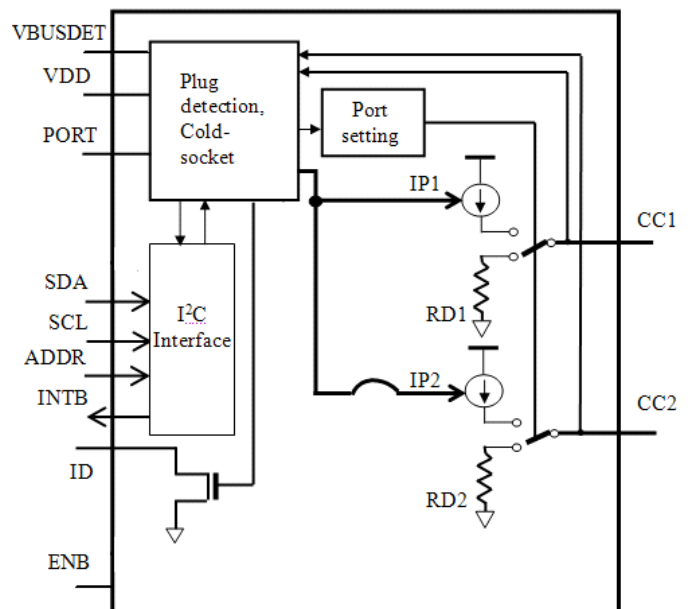 VBUSDET
VDD
PORT
Plug
detection,
Cold-
socket
Port
setting
IP1
CC1
RD1
SDA
SCL
ADDR
INTB
I²C
Interface
IP2
CC2
ID
RD2
ENB